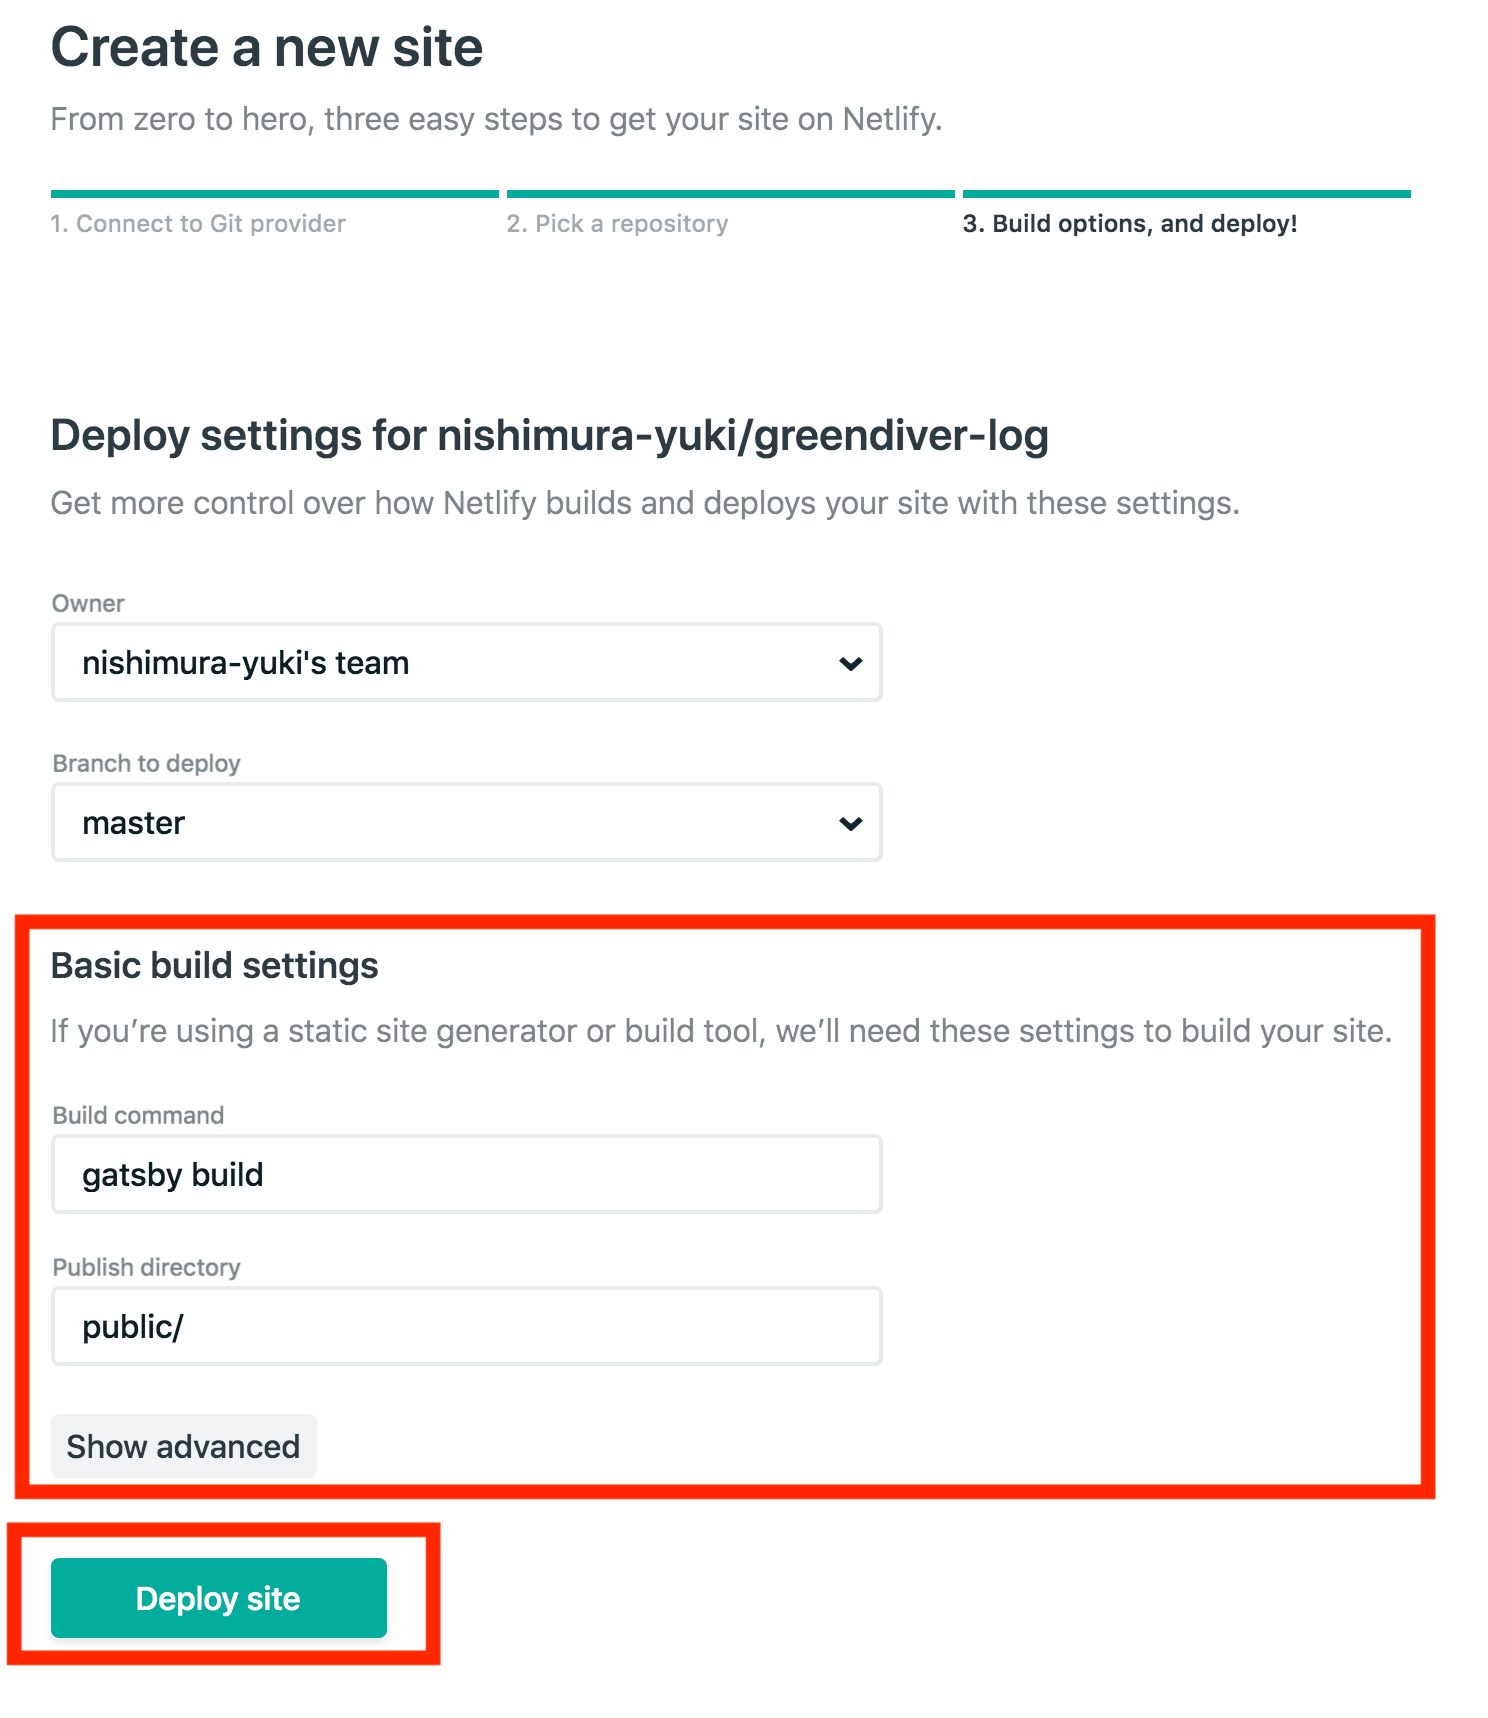 Create a new site
From zero to hero, three easy steps to get your site on Netlify.
1. Connect to Git provider
2. Pick a repository
3. Build options, and deploy!
Deploy settings for nishimura-yuki/greendiver-log
Get more control over how Netlify builds and deploys your site with these settings.
Owner
nishimura-yuki's team
Branch to deploy
master
Basic build settings
If you’re using a static site generator or build tool, we’ll need these settings to build your site.
Build command
gatsby build
Publish directory
public/
Show advanced
Deploy site